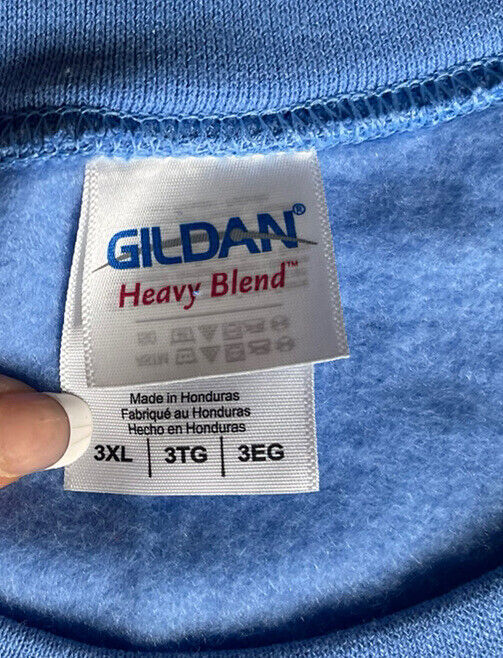 GILDAN®
Heavy Blend™
Made in Honduras
Fabriqué au Honduras
Hecho en Honduras
3XL | 3TG | 3EG